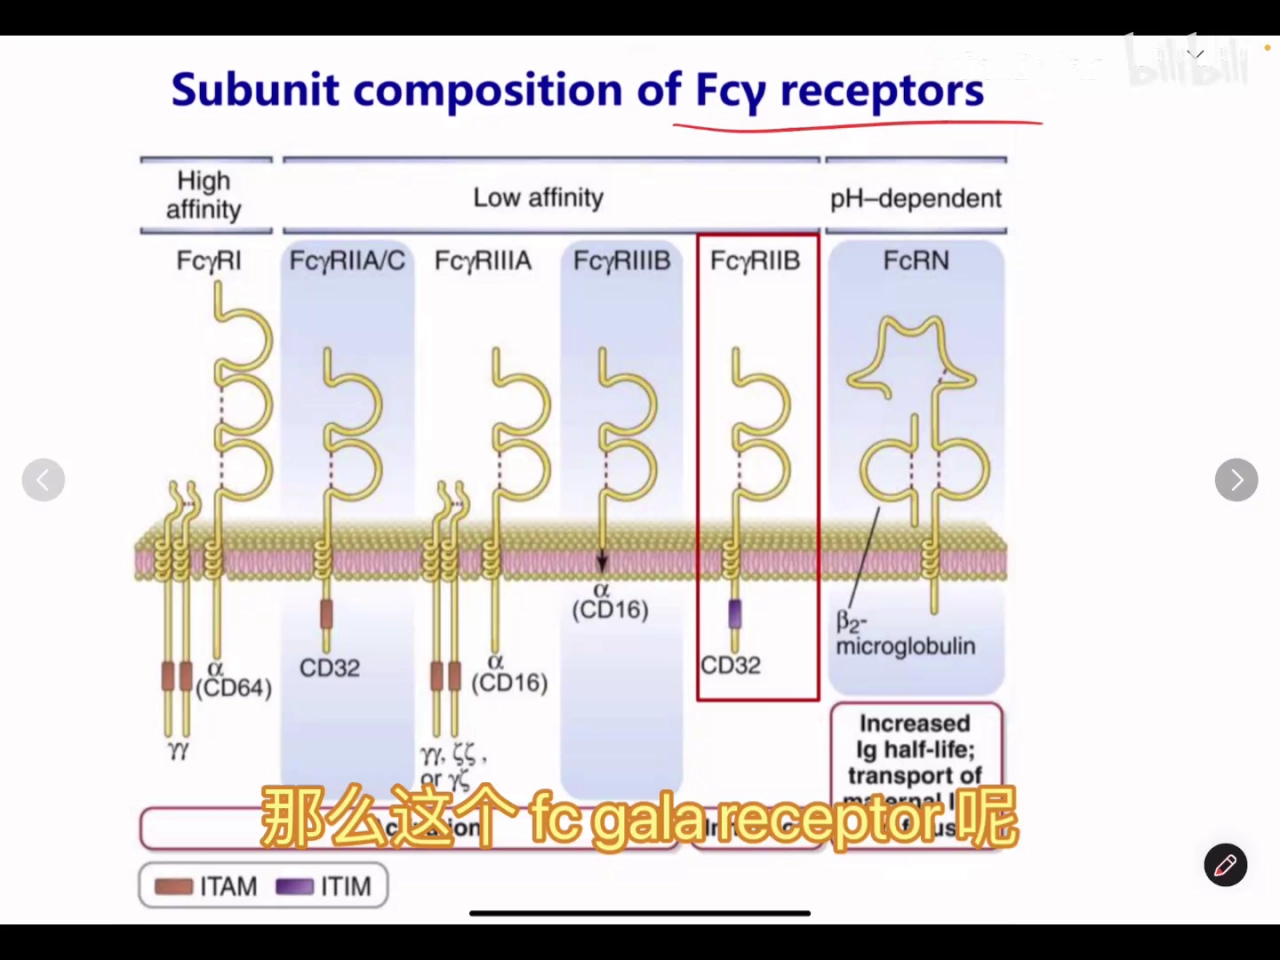 bilibili
Subunit composition of Fcγ receptors
High
affinity
Low affinity
pH–dependent
FcγRI
FcγRIIA/C
FcγRIIIA
FcγRIIIB
FcγRIIB
FcRN
α
(CD64)
γγ
CD32
α
(CD16)
γγ, ζζ,
or γζ
α
(CD16)
CD32
β2-
microglobulin
Increased
Ig half-life;
transport of
那么这个 fc gala receptor 呢
ITAM
ITIM